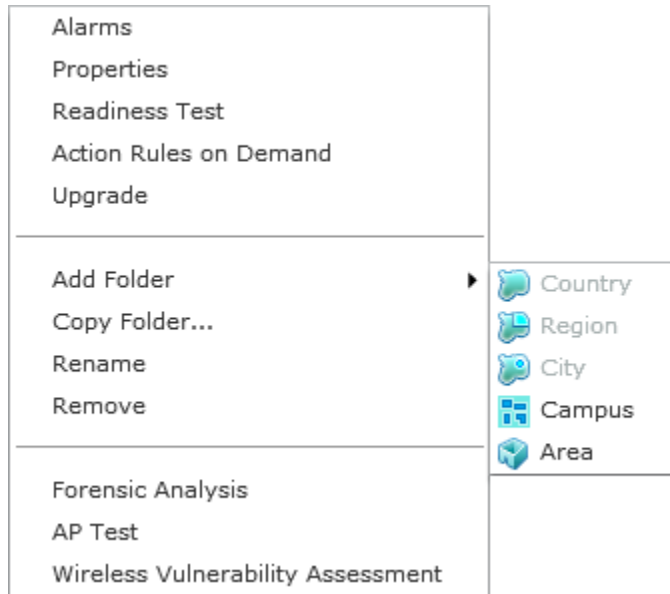 Alarms
Properties
Readiness Test
Action Rules on Demand
Upgrade
Add Folder
Copy Folder...
Rename
Remove
Forensic Analysis
AP Test
Wireless Vulnerability Assessment
Country
Region
City
Campus
Area